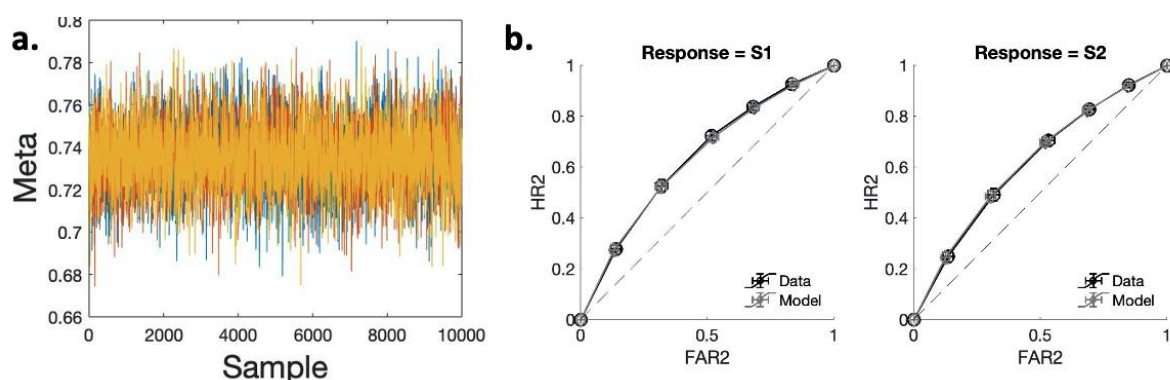 a.
Meta
0.8
0.78
0.76
0.74
0.72
0.7
0.68
0.66
0 2000 4000 6000 8000 10000
Sample
b.
Response = S1
HR2
1
0.8
0.6
0.4
0.2
0
Data
Model
0 0.5 1
FAR2
Response = S2
HR2
1
0.8
0.6
0.4
0.2
0
Data
Model
0 0.5 1
FAR2